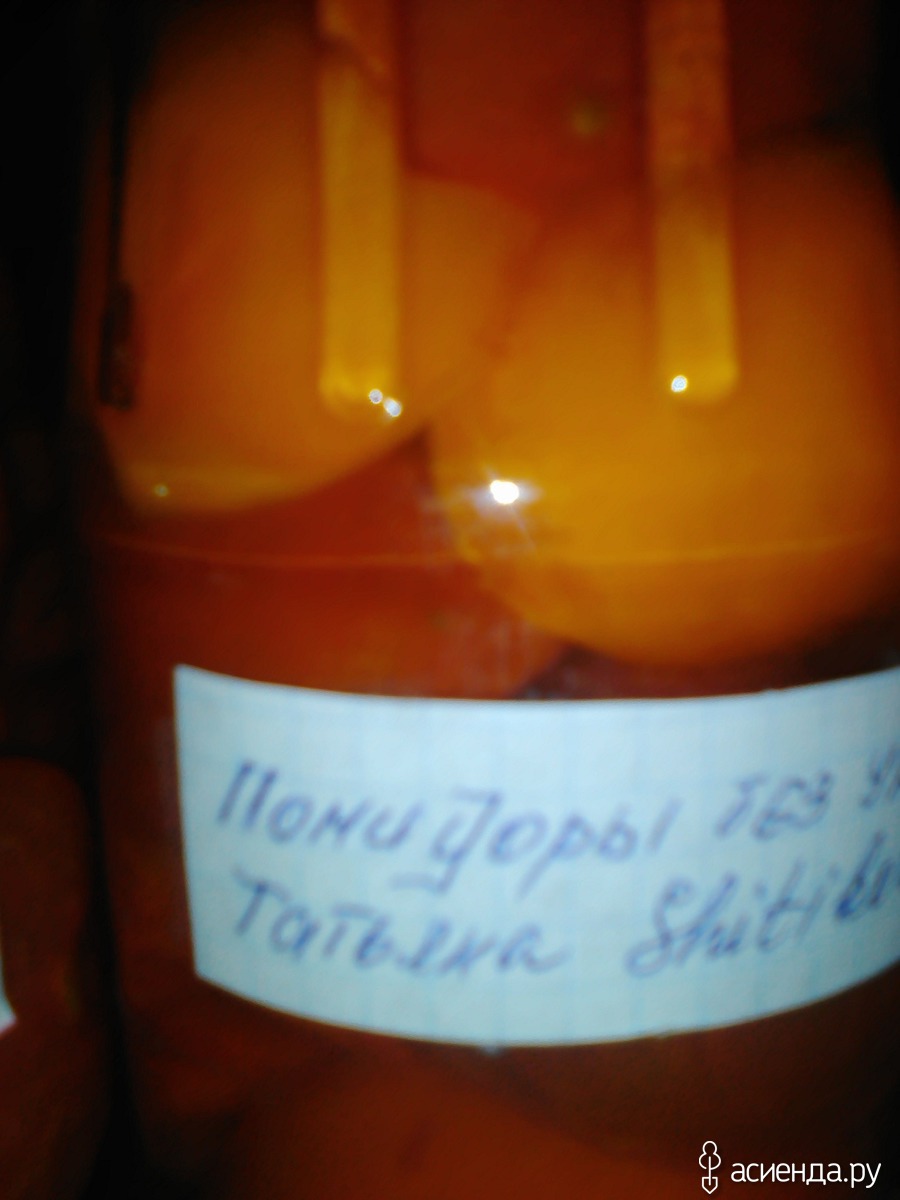 Помидоры без
Татьяна
асиенда.ру